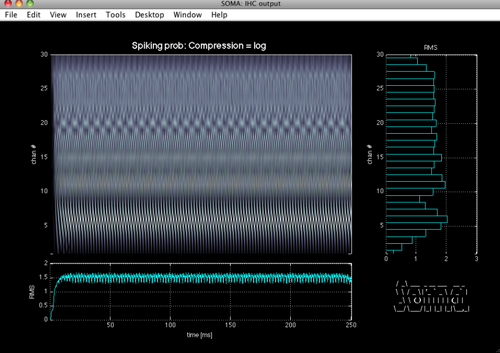 SOMA: IHC output
File Edit View Insert Tools Desktop Window Help
Spiking prob: Compression = log
RMS
30
25
20
15
10
5
chan #
30
25
20
15
10
5
0
chan #
0 1 2 3
2
1.5
1
0.5
0
RMS
50 100 150 200 250
time [ms]